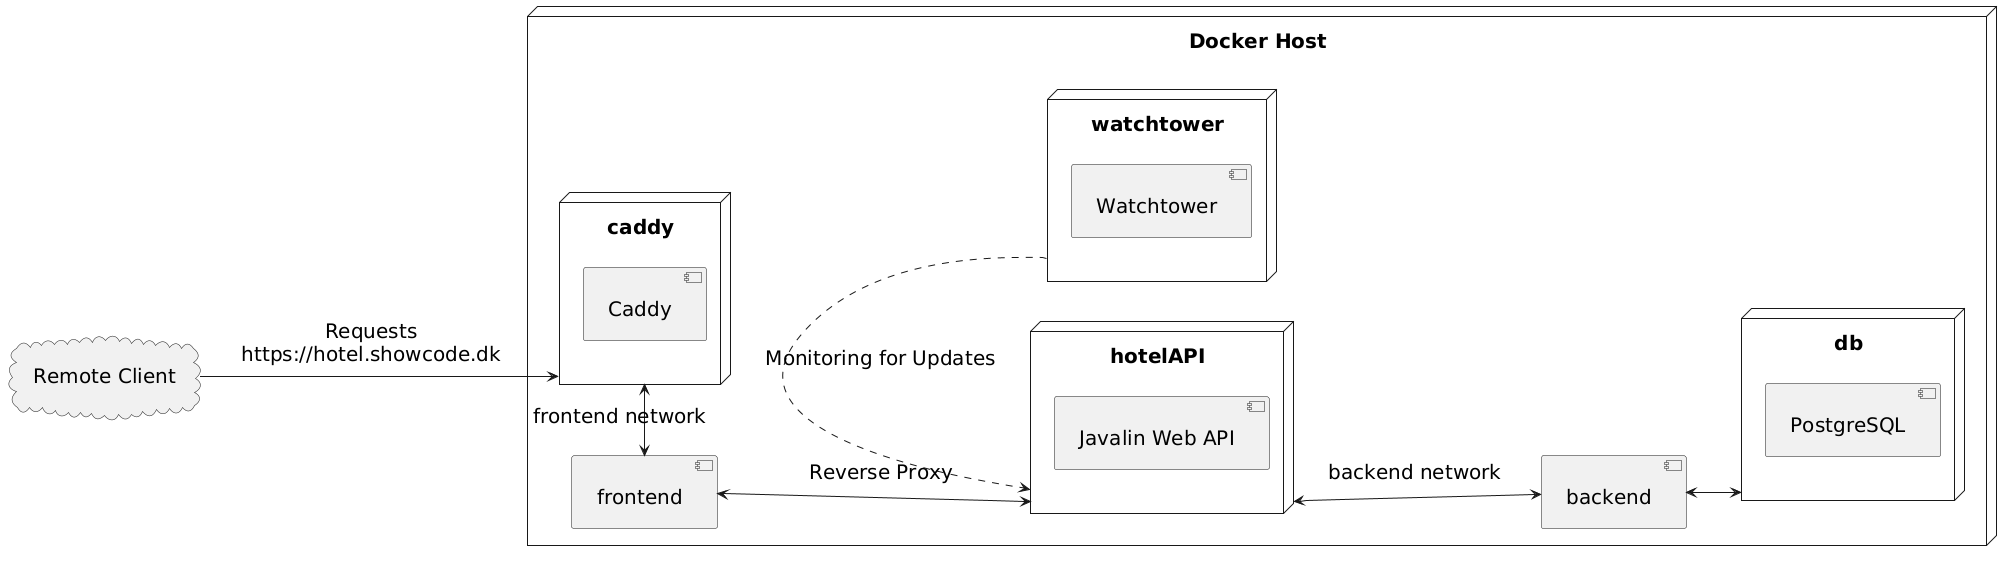 Docker Host
watchtower
Watchtower
caddy
Caddy
Requests
https://hotel.showcode.dk
Remote Client
frontend network
frontend
Monitoring for Updates
Reverse Proxy
hotelAPI
Javalin Web API
backend network
backend
db
PostgreSQL